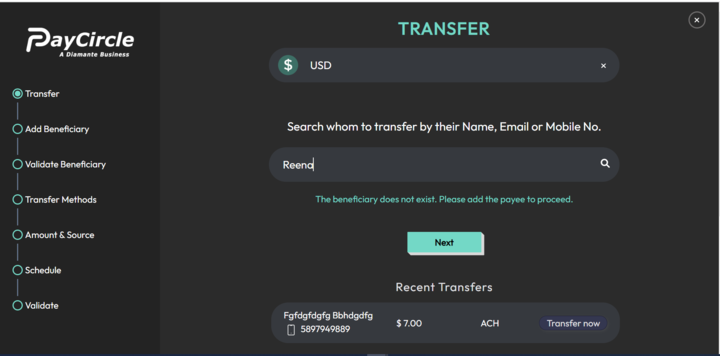 PayCircle
A Diamante Business
Transfer
Add Beneficiary
Validate Beneficiary
Transfer Methods
Amount & Source
Schedule
Validate
TRANSFER
$ USD ×
Search whom to transfer by their Name, Email or Mobile No.
Reena
The beneficiary does not exist. Please add the payee to proceed.
Next
Recent Transfers
Fgfdgfdgfg Bbhdgdfg
5897949889
$ 7.00 ACH Transfer now